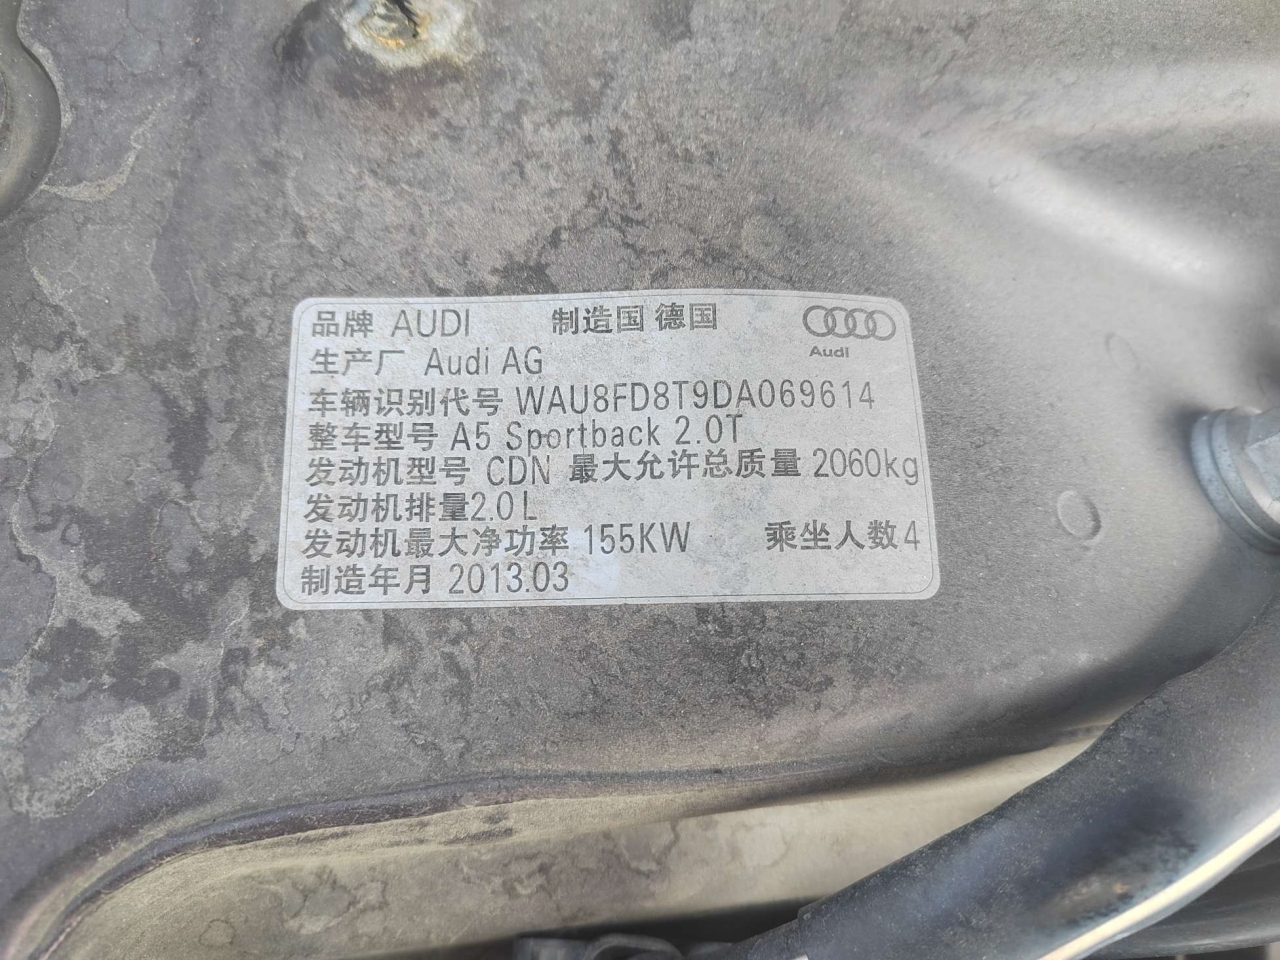 品牌 AUDI 制造国 德国
Audi
生产厂 Audi AG
车辆识别代号 WAU8FD8T9DA069614
整车型号 A5 Sportback 2.0T
发动机型号 CDN 最大允许总质量 2060kg
发动机排量2.0L
发动机最大净功率 155KW 乘坐人数4
制造年月 2013.03